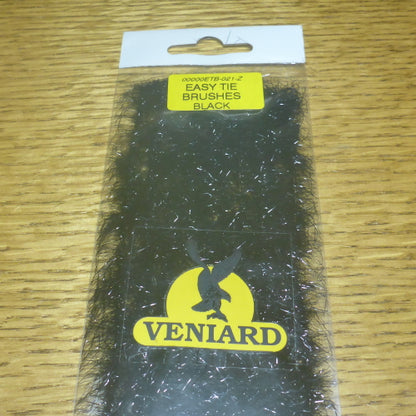 00000ETB-021-Z
EASY TIE
BRUSHES
BLACK
VENIARD